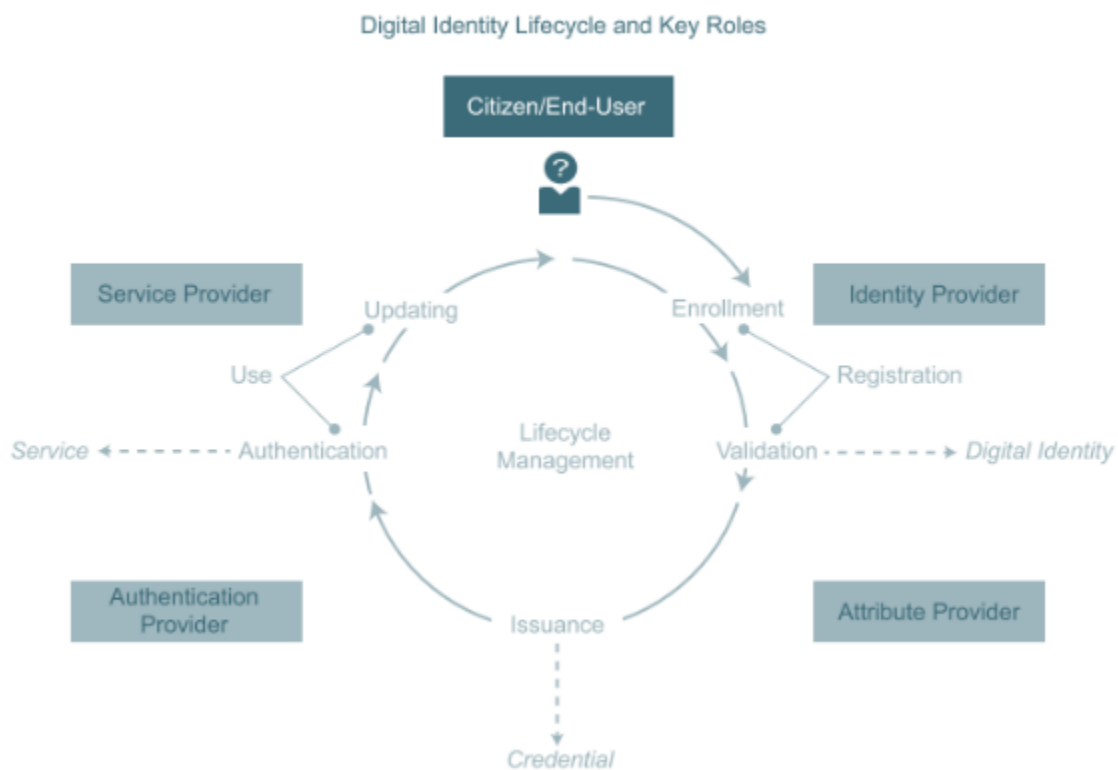 Digital Identity Lifecycle and Key Roles
Citizen/End-User
?
Service Provider
Identity Provider
Updating
Enrollment
Use
Registration
Service
Authentication
Lifecycle
Management
Validation
Digital Identity
Authentication
Provider
Attribute Provider
Issuance
Credential